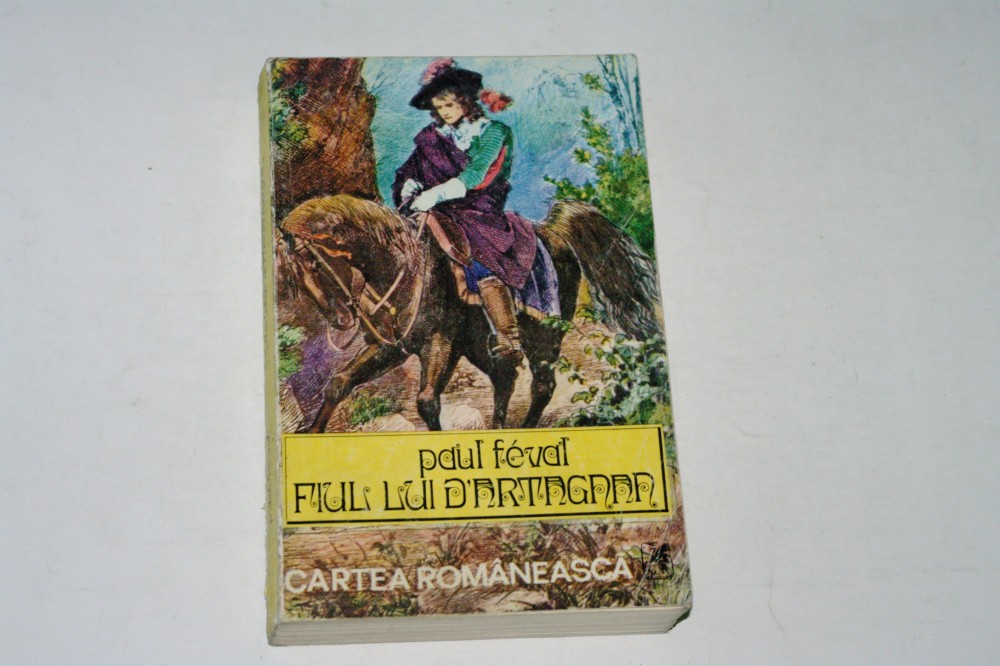 paul féval
FIUL LUI D'ARTAGNAN
CARTEA ROMÂNEASCĂ